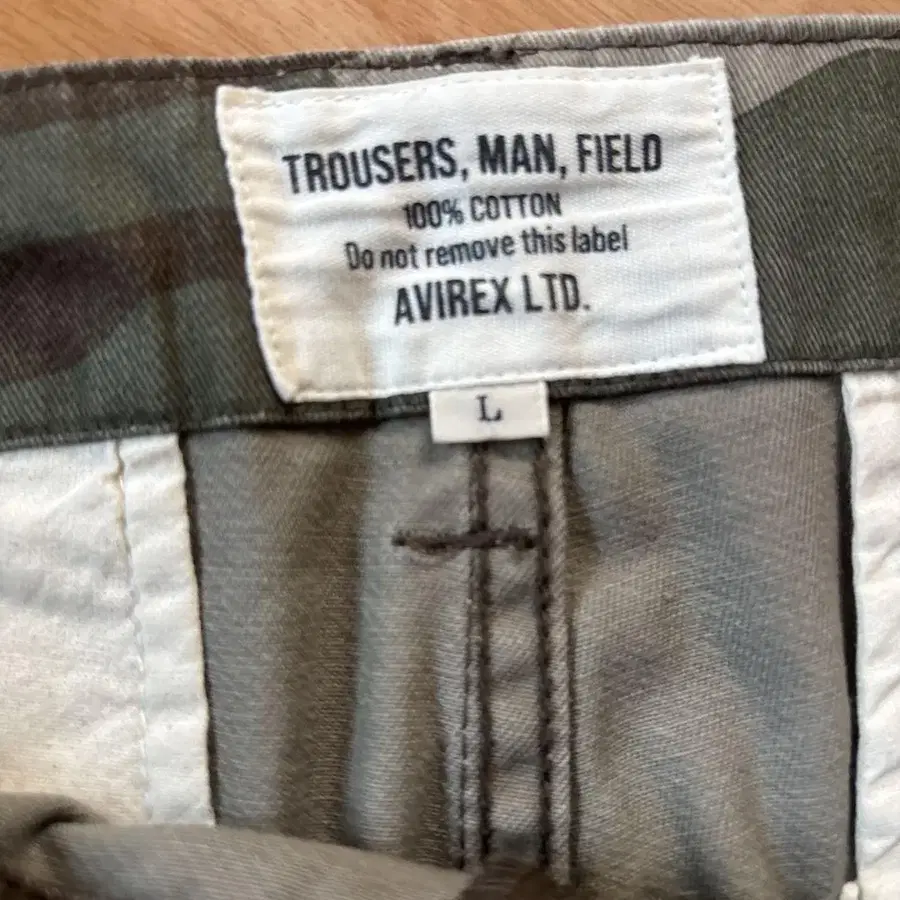 TROUSERS, MAN, FIELD
100% COTTON
Do not remove this label
AVIREX LTD.
L